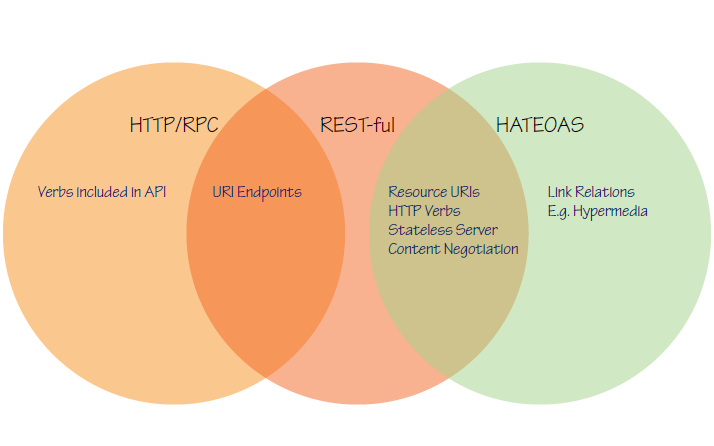 HTTP/RPC
REST-ful
HATEOAS
Verbs Included In API
URI Endpoints
Resource URIs
HTTP Verbs
Stateless Server
Content Negotiation
Link Relations
E.g. Hypermedia